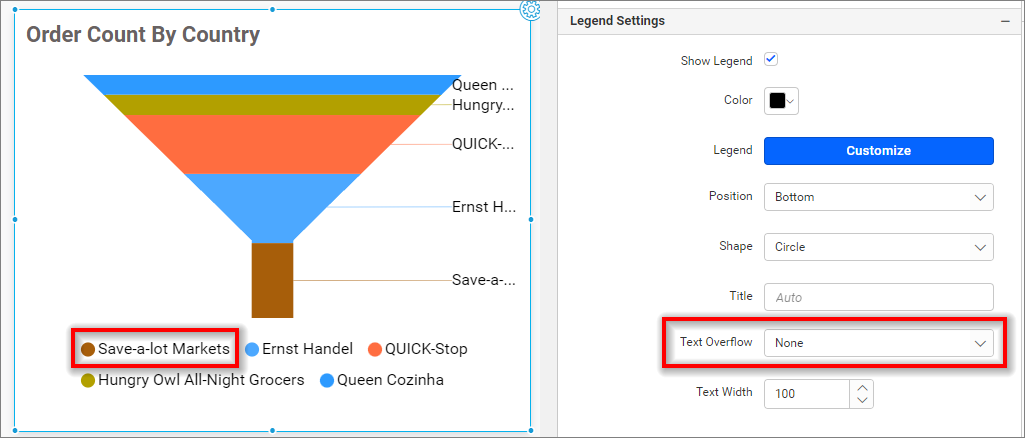 Order Count By Country
Queen ...
Hungry...
QUICK-...
Ernst H...
Save-a-...
Save-a-lot Markets
Ernst Handel
QUICK-Stop
Hungry Owl All-Night Grocers
Queen Cozinha
Legend Settings
Show Legend
Color
Legend Customize
Position Bottom
Shape Circle
Title Auto
Text Overflow None
Text Width 100